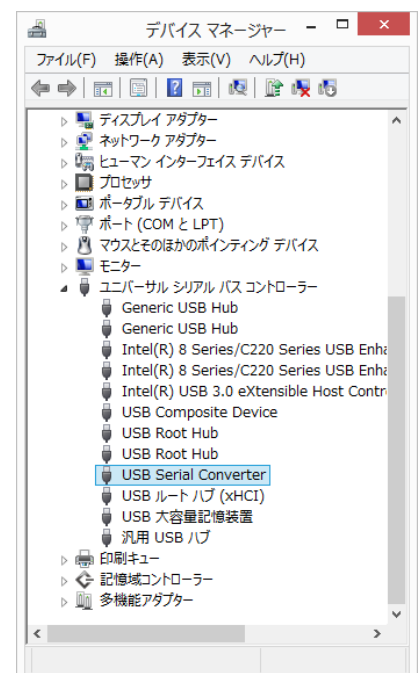 デバイス マネージャー
ファイル(F) 操作(A) 表示(V) ヘルプ(H)
ディスプレイ アダプター
ネットワーク アダプター
ヒューマン インターフェイス デバイス
プロセッサ
ポータブル デバイス
ポート (COM と LPT)
マウスとそのほかのポインティング デバイス
モニター
ユニバーサル シリアル バス コントローラー
Generic USB Hub
Generic USB Hub
Intel(R) 8 Series/C220 Series USB Enha
Intel(R) 8 Series/C220 Series USB Enha
Intel(R) USB 3.0 eXtensible Host Contr
USB Composite Device
USB Root Hub
USB Root Hub
USB Serial Converter
USB ルート ハブ (xHCI)
USB 大容量記憶装置
汎用 USB ハブ
印刷キュー
記憶域コントローラー
多機能アダプター